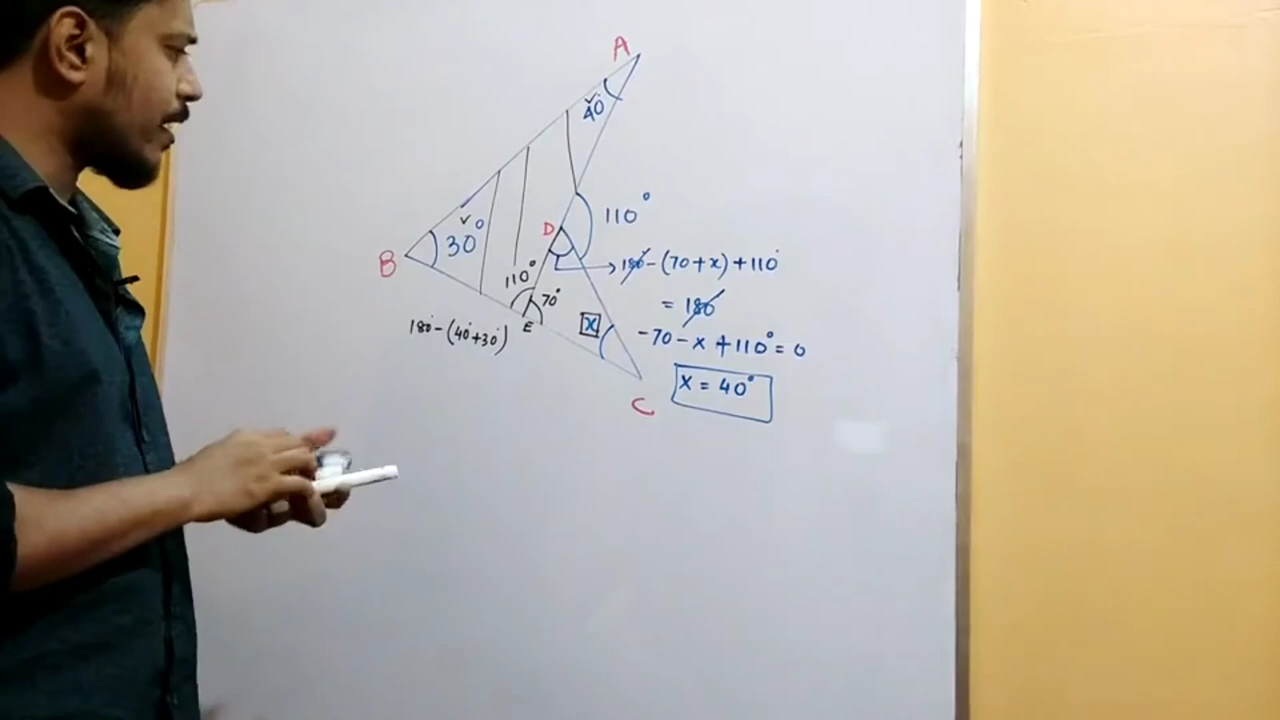 A
40°
110°
30°
D
B
180° - (70+x) + 110°
110°
70°
= 180
x
180° - (40°+30°)
E
-70 - x + 110° = 0
x = 40°
C